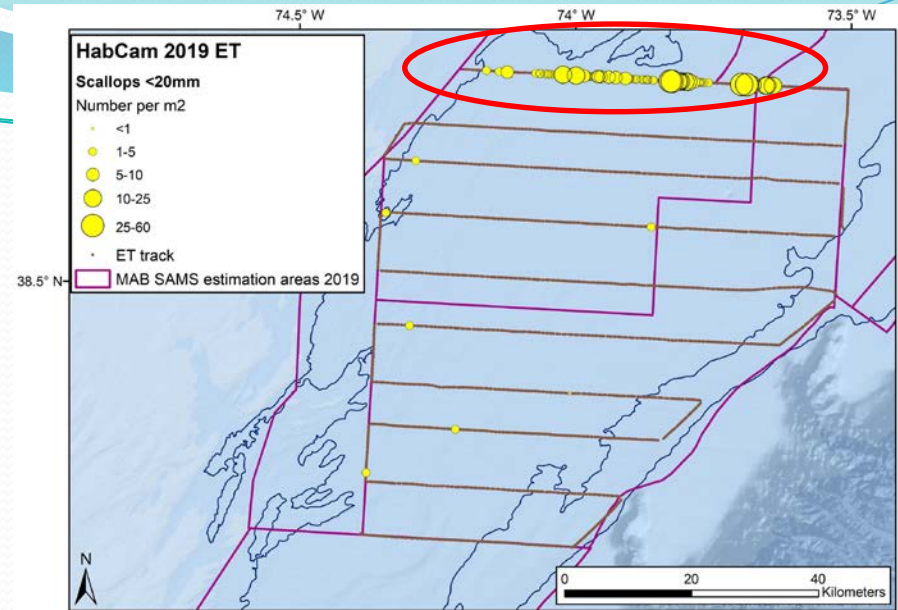 74.5° W
74° W
73.5° W
HabCam 2019 ET
Scallops <20mm
Number per m2
<1
1-5
5-10
10-25
25-60
ET track
MAB SAMS estimation areas 2019
38.5° N
N
0 20 40
Kilometers